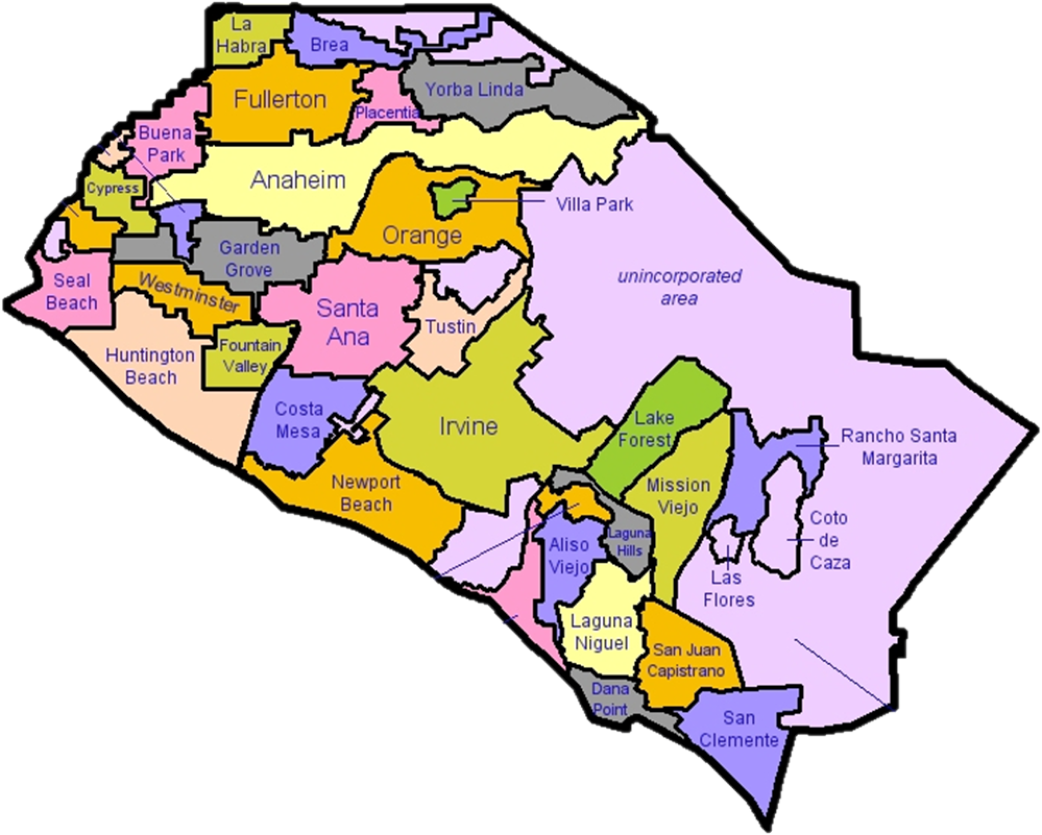 La
Habra
Brea
Yorba Linda
Fullerton
Placentia
Buena
Park
Anaheim
Cypress
Villa Park
Orange
Garden
Grove
unincorporated
area
Seal
Beach
Westminster
Santa
Ana
Tustin
Fountain
Valley
Huntington
Beach
Costa
Mesa
Irvine
Lake
Forest
Rancho Santa
Margarita
Newport
Beach
Mission
Viejo
Coto
de
Caza
Laguna
Hills
Aliso
Viejo
Las
Flores
Laguna
Niguel
San Juan
Capistrano
Dana
Point
San
Clemente